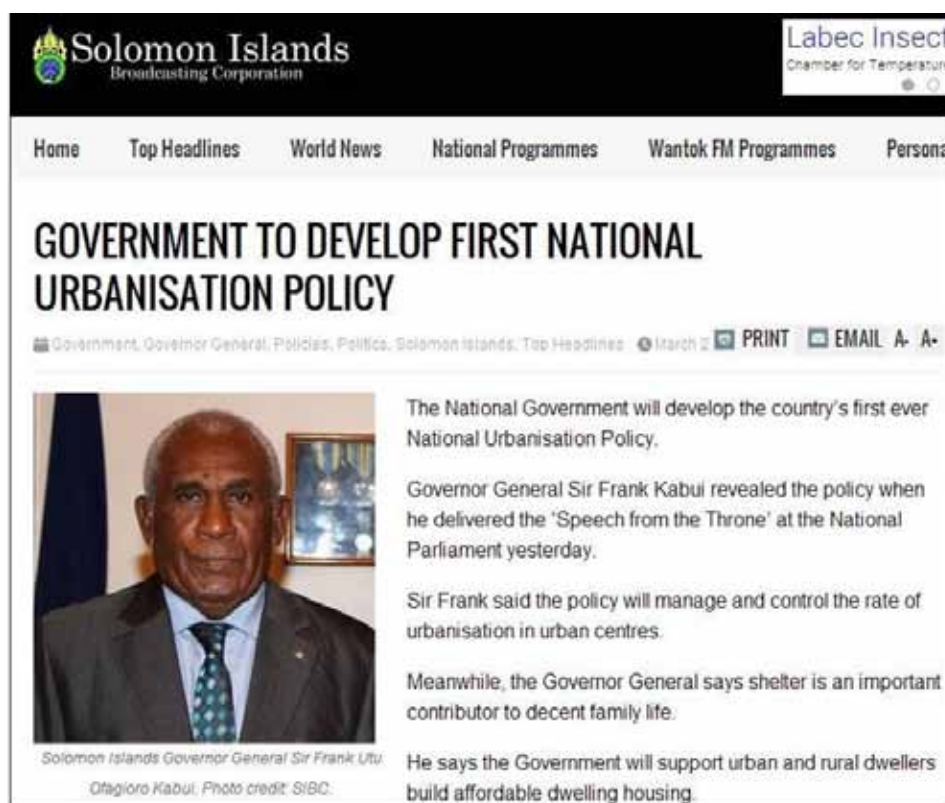 Solomon Islands
Broadcasting Corporation
Labec Insect
Chamber for Temperature
Home Top Headlines World News National Programmes Wantok FM Programmes Persona
GOVERNMENT TO DEVELOP FIRST NATIONAL
URBANISATION POLICY
Government, Governor General, Policies, Politics, Solomon Islands, Top Headlines March 2 PRINT EMAIL A- A+
The National Government will develop the country's first ever
National Urbanisation Policy.
Governor General Sir Frank Kabui revealed the policy when
he delivered the 'Speech from the Throne' at the National
Parliament yesterday.
Sir Frank said the policy will manage and control the rate of
urbanisation in urban centres.
Meanwhile, the Governor General says shelter is an important
contributor to decent family life.
He says the Government will support urban and rural dwellers
build affordable dwelling housing.
Solomon Islands Governor General Sir Frank Utu
Ofagioro Kabui. Photo credit: SIBC.